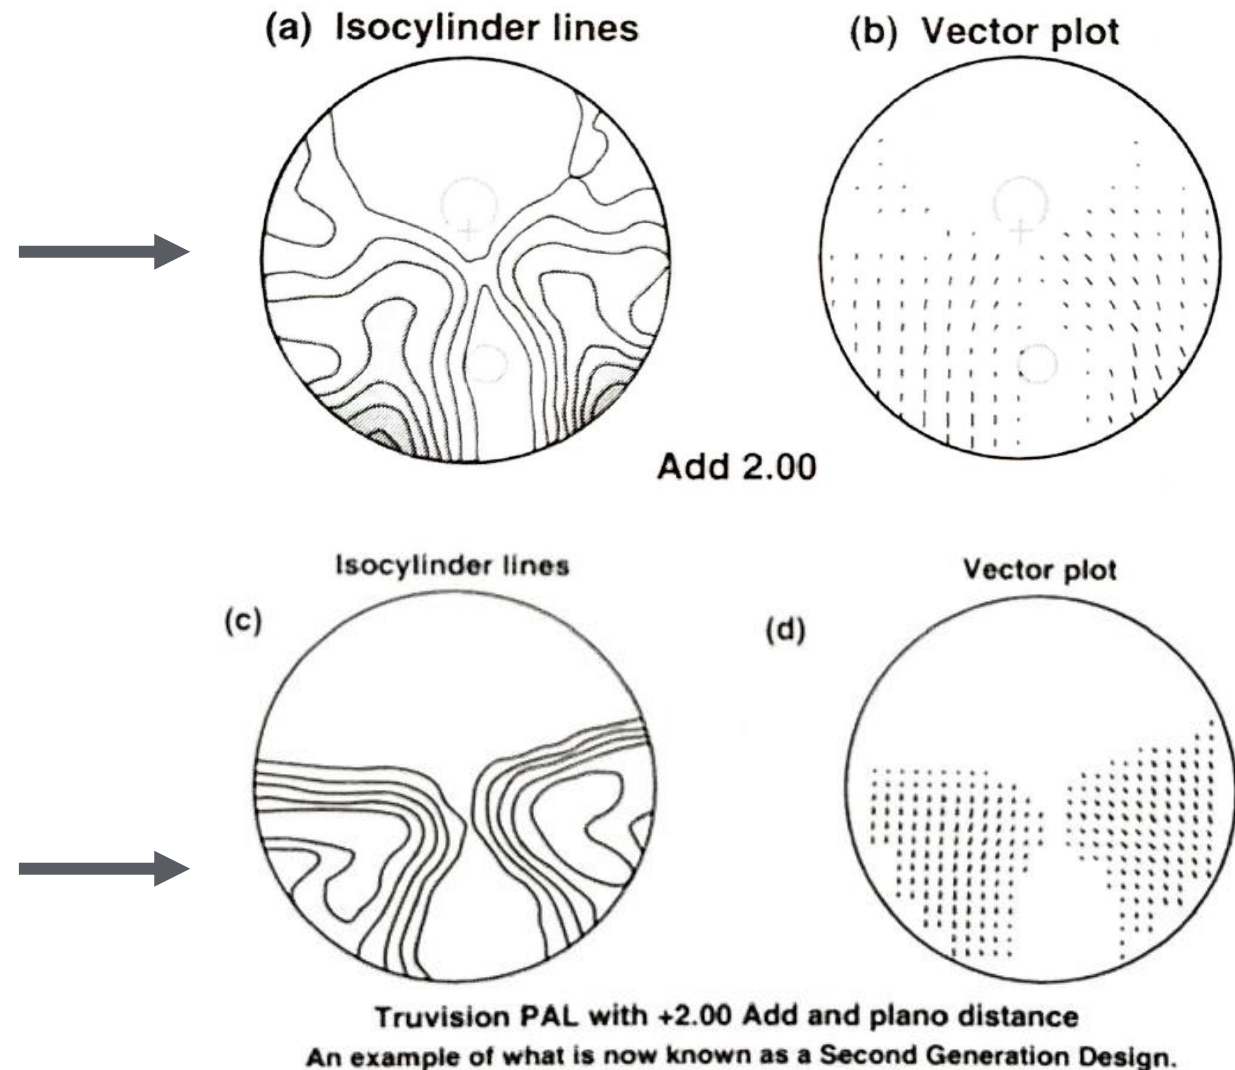 (a) Isocylinder lines
(b) Vector plot
Add 2.00
Isocylinder lines
Vector plot
(c)
(d)
Truvision PAL with +2.00 Add and plano distance
An example of what is now known as a Second Generation Design.